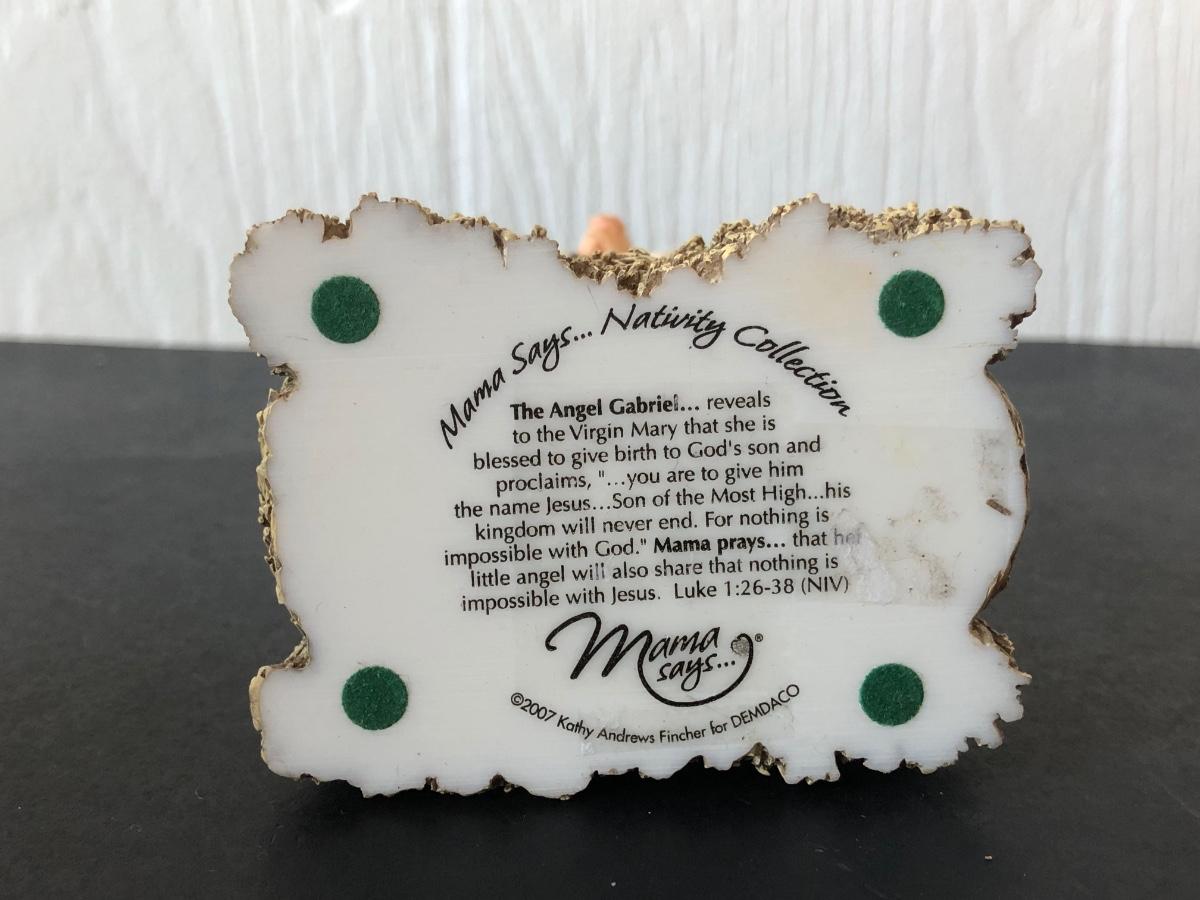 Mama Says... Nativity Collection
The Angel Gabriel... reveals
to the Virgin Mary that she is
blessed to give birth to God's son and
proclaims, "...you are to give him
the name Jesus...Son of the Most High...his
kingdom will never end. For nothing is
impossible with God." Mama prays... that her
little angel will also share that nothing is
impossible with Jesus. Luke 1:26-38 (NIV)
Mama
says...®
©2007 Kathy Andrews Fincher for DEMDACO